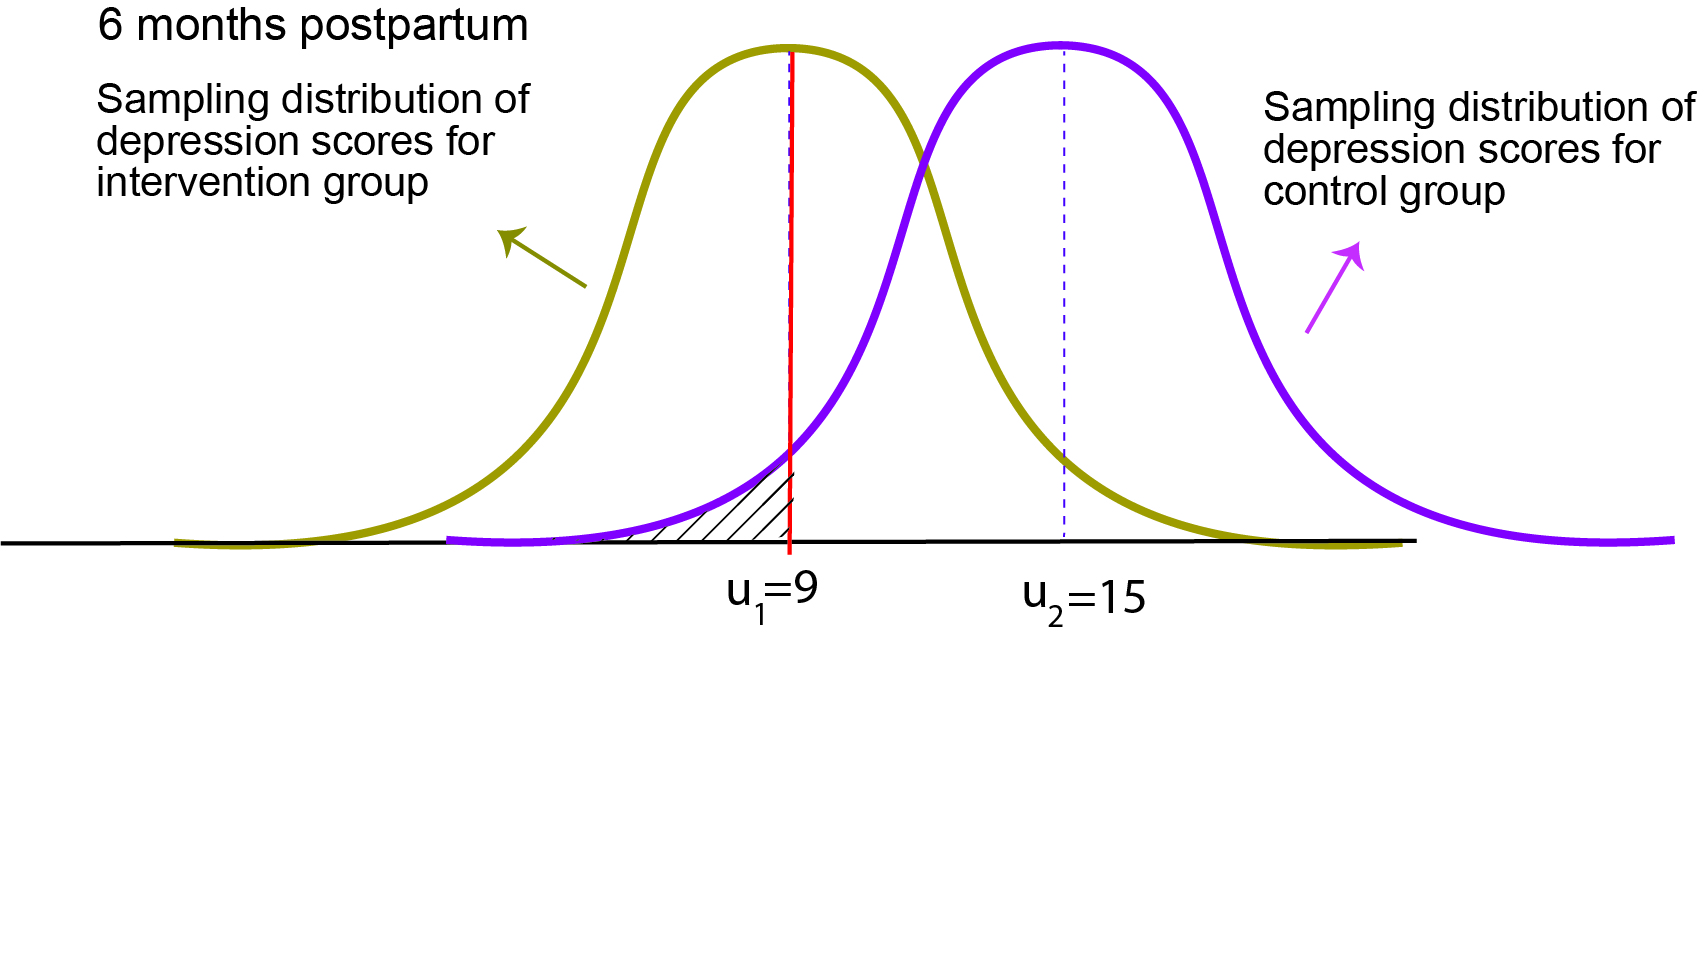 6 months postpartum
Sampling distribution of
depression scores for
intervention group
Sampling distribution of
depression scores for
control group
u₁=9
u₂=15